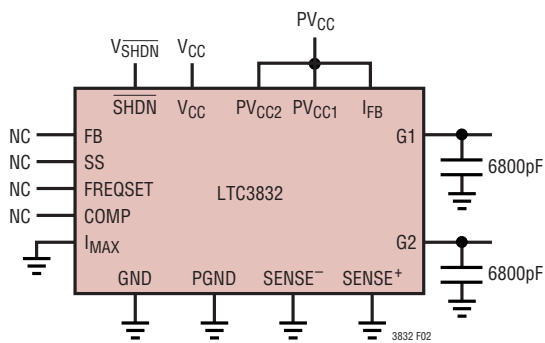 PVCC
VSHDN VCC
SHDN VCC PVCC2 PVCC1 IFB
NC FB G1
NC SS 6800pF
NC FREQSET LTC3832
NC COMP
IMAX G2
6800pF
GND PGND SENSE– SENSE+
3832 F02